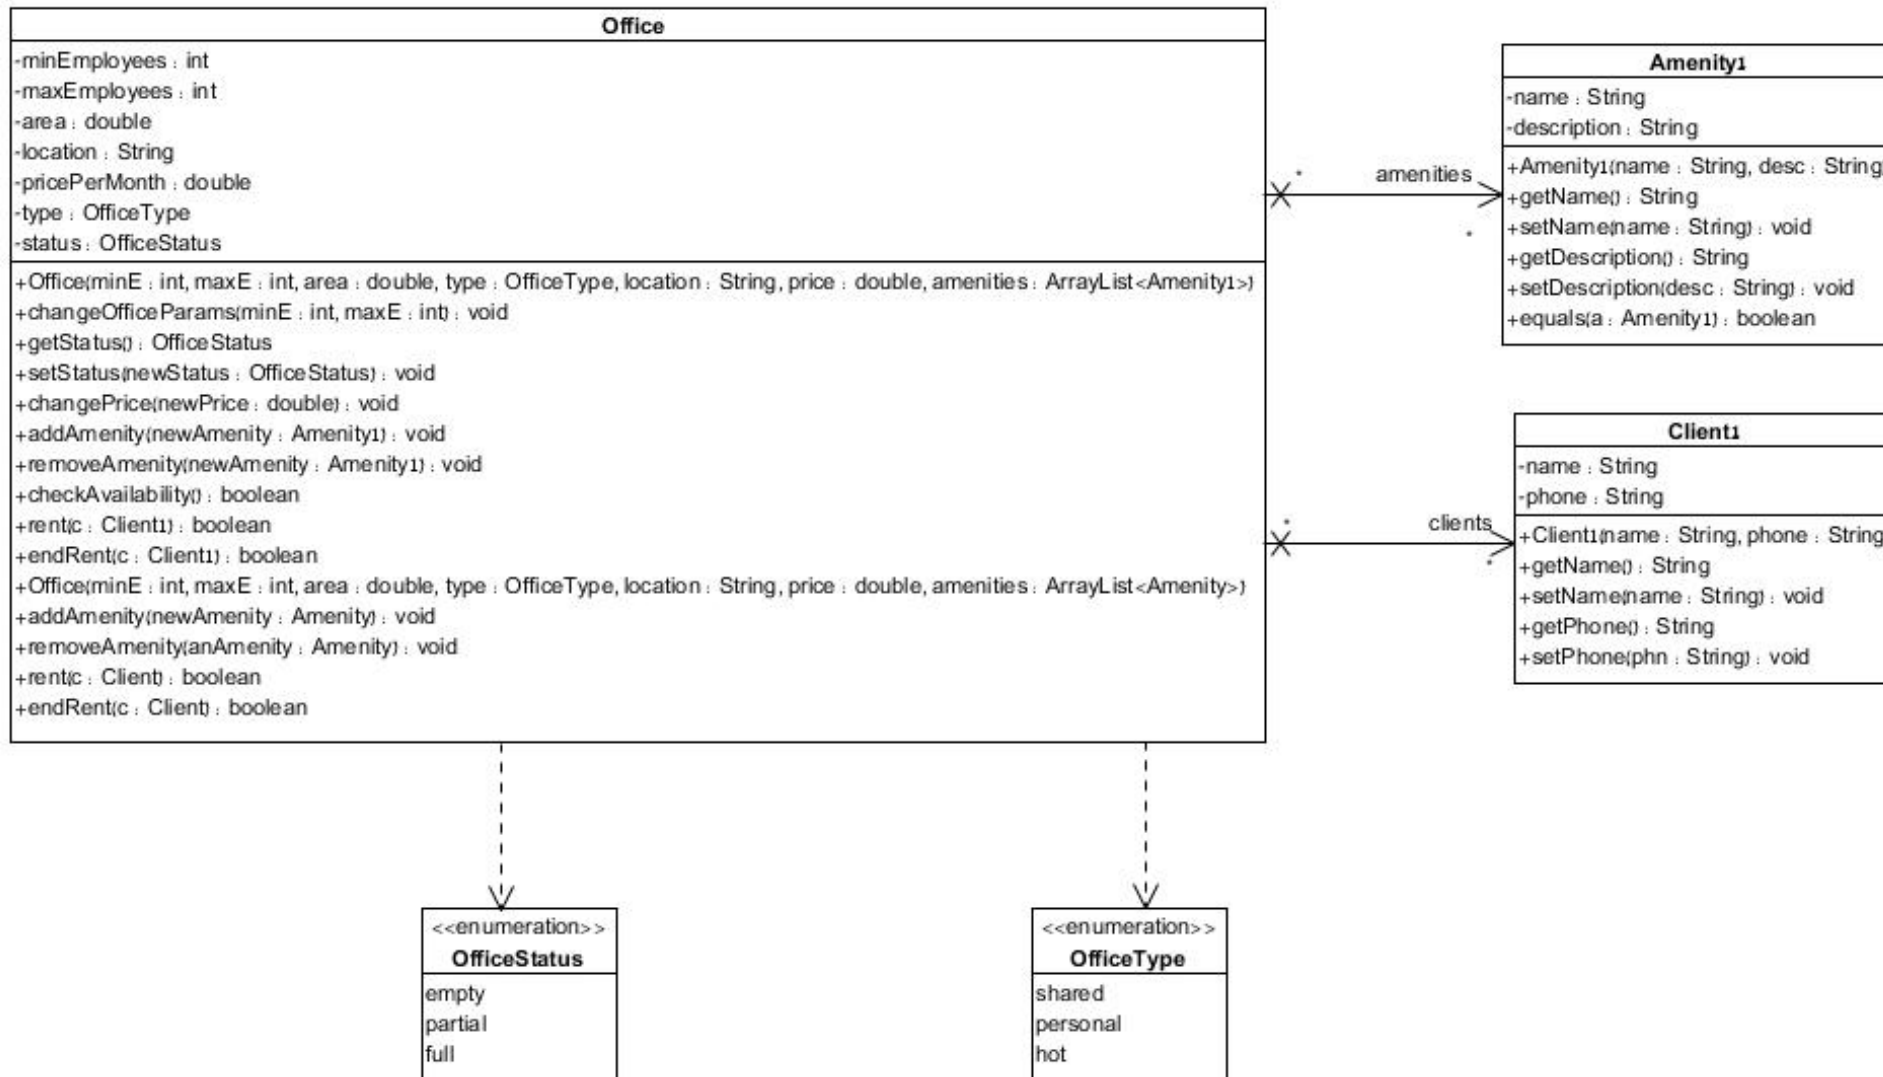 Office
-minEmployees : int
-maxEmployees : int
-area : double
-location : String
-pricePerMonth : double
-type : OfficeType
-status : OfficeStatus
+Office(minE : int, maxE : int, area : double, type : OfficeType, location : String, price : double, amenities : ArrayList<Amenity1>)
+changeOfficeParams(minE : int, maxE : int) : void
+getStatus() : OfficeStatus
+setStatus(newStatus : OfficeStatus) : void
+changePrice(newPrice : double) : void
+addAmenity(newAmenity : Amenity1) : void
+removeAmenity(newAmenity : Amenity1) : void
+checkAvailability() : boolean
+rent(c : Client1) : boolean
+endRent(c : Client1) : boolean
+Office(minE : int, maxE : int, area : double, type : OfficeType, location : String, price : double, amenities : ArrayList<Amenity>)
+addAmenity(newAmenity : Amenity) : void
+removeAmenity(anAmenity : Amenity) : void
+rent(c : Client) : boolean
+endRent(c : Client) : boolean
* amenities
*
Amenity1
-name : String
-description : String
+Amenity1(name : String, desc : String
+getName() : String
+setName(name : String) : void
+getDescription() : String
+setDescription(desc : String) : void
+equals(a : Amenity1) : boolean
* clients
*
Client1
-name : String
-phone : String
+Client1(name : String, phone : String
+getName() : String
+setName(name : String) : void
+getPhone() : String
+setPhone(phn : String) : void
<<enumeration>>
OfficeStatus
empty
partial
full
<<enumeration>>
OfficeType
shared
personal
hot